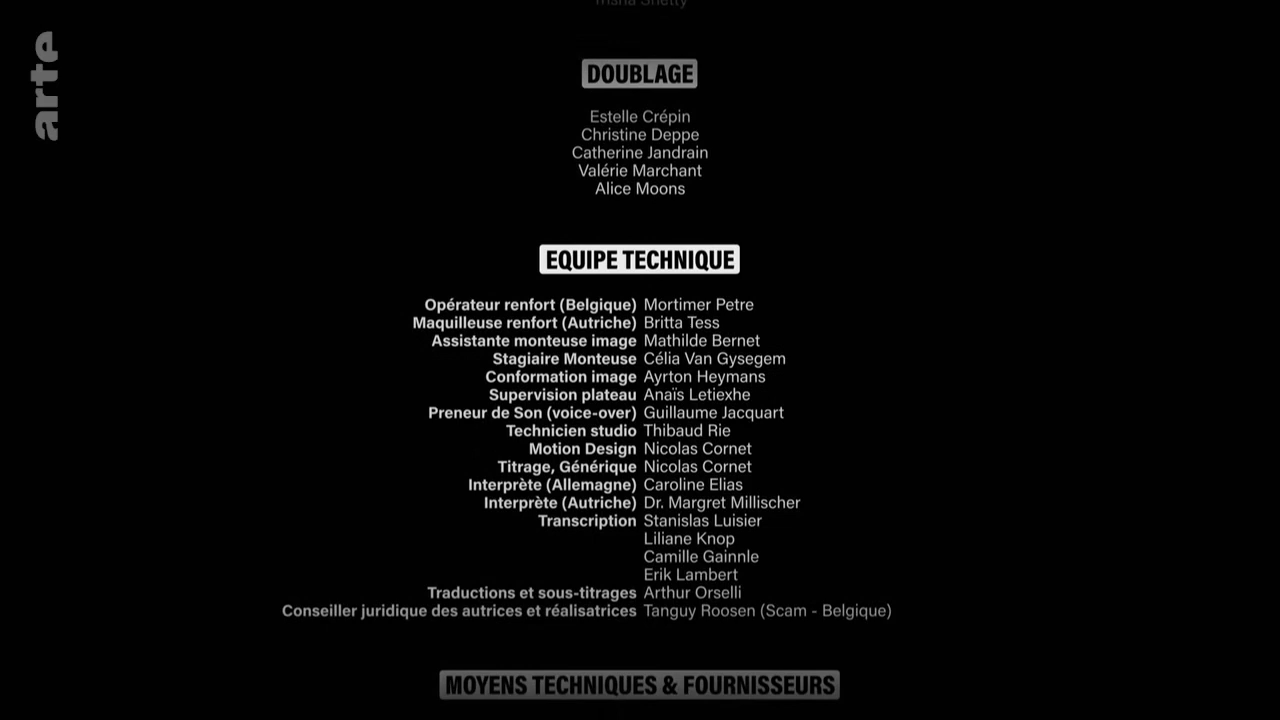 Trisha Shetty
arte
DOUBLAGE
Estelle Crépin
Christine Deppe
Catherine Jandrain
Valérie Marchant
Alice Moons
EQUIPE TECHNIQUE
Opérateur renfort (Belgique) Mortimer Petre
Maquilleuse renfort (Autriche) Britta Tess
Assistante monteuse image Mathilde Bernet
Stagiaire Monteuse Célia Van Gysegem
Conformation image Ayrton Heymans
Supervision plateau Anaïs Letiexhe
Preneur de Son (voice-over) Guillaume Jacquart
Technicien studio Thibaud Rie
Motion Design Nicolas Cornet
Titrage, Générique Nicolas Cornet
Interprète (Allemagne) Caroline Elias
Interprète (Autriche) Dr. Margret Millischer
Transcription Stanislas Luisier
Liliane Knop
Camille Gainnle
Erik Lambert
Traductions et sous-titrages Arthur Orselli
Conseiller juridique des autrices et réalisatrices Tanguy Roosen (Scam - Belgique)
MOYENS TECHNIQUES & FOURNISSEURS